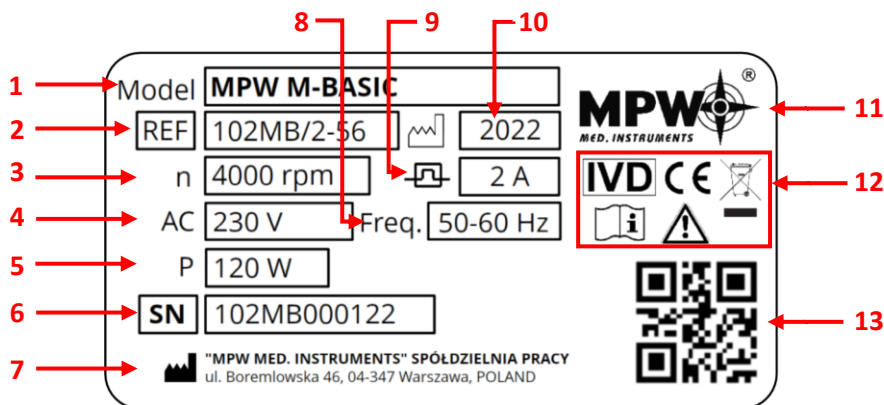 8 9 10
1 Model MPW M-BASIC MPW ® 11
MED. INSTRUMENTS
2 REF 102MB/2-56 2022
3 n 4000 rpm 2 A IVD CE 12
4 AC 230 V Freq. 50-60 Hz i
5 P 120 W
6 SN 102MB000122 13
7 "MPW MED. INSTRUMENTS" SPÓŁDZIELNIA PRACY
ul. Boremlowska 46, 04-347 Warszawa, POLAND